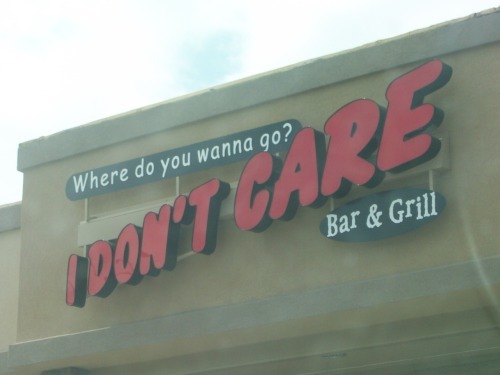 Where do you wanna go?
I DON'T CARE
Bar & Grill